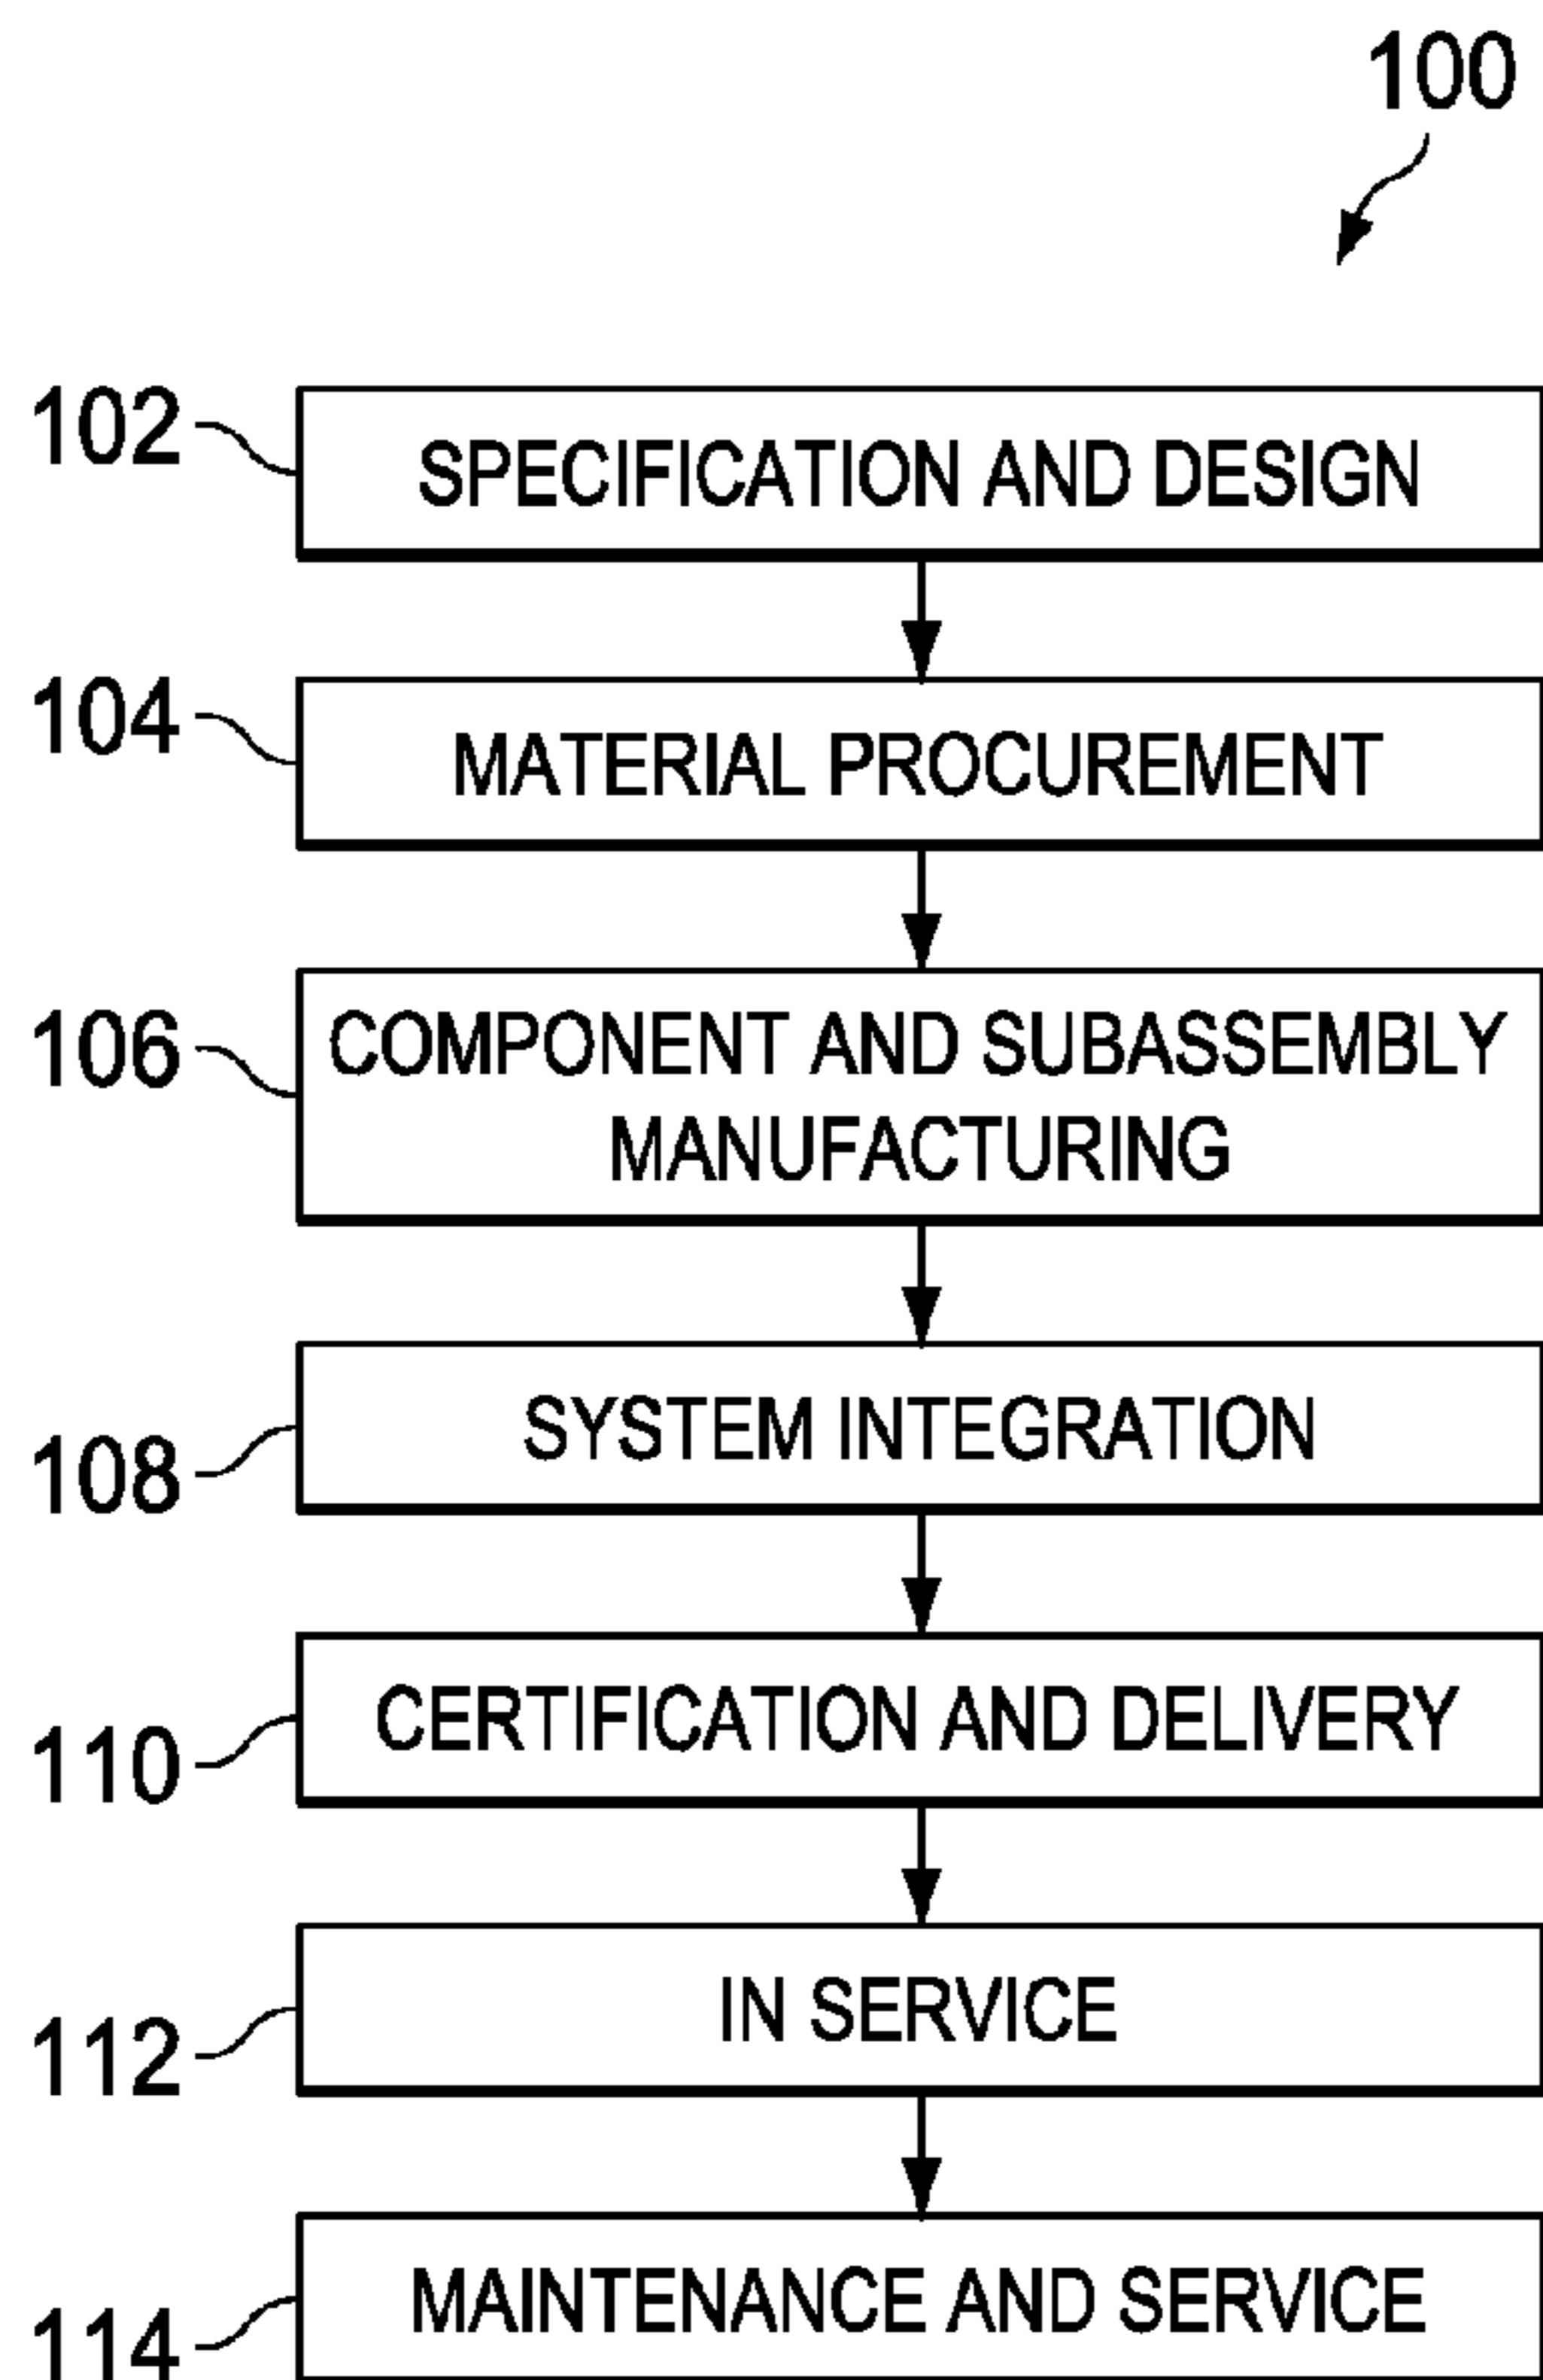 100
102
SPECIFICATION AND DESIGN
104
MATERIAL PROCUREMENT
106
COMPONENT AND SUBASSEMBLY
MANUFACTURING
108
SYSTEM INTEGRATION
110
CERTIFICATION AND DELIVERY
112
IN SERVICE
114
MAINTENANCE AND SERVICE